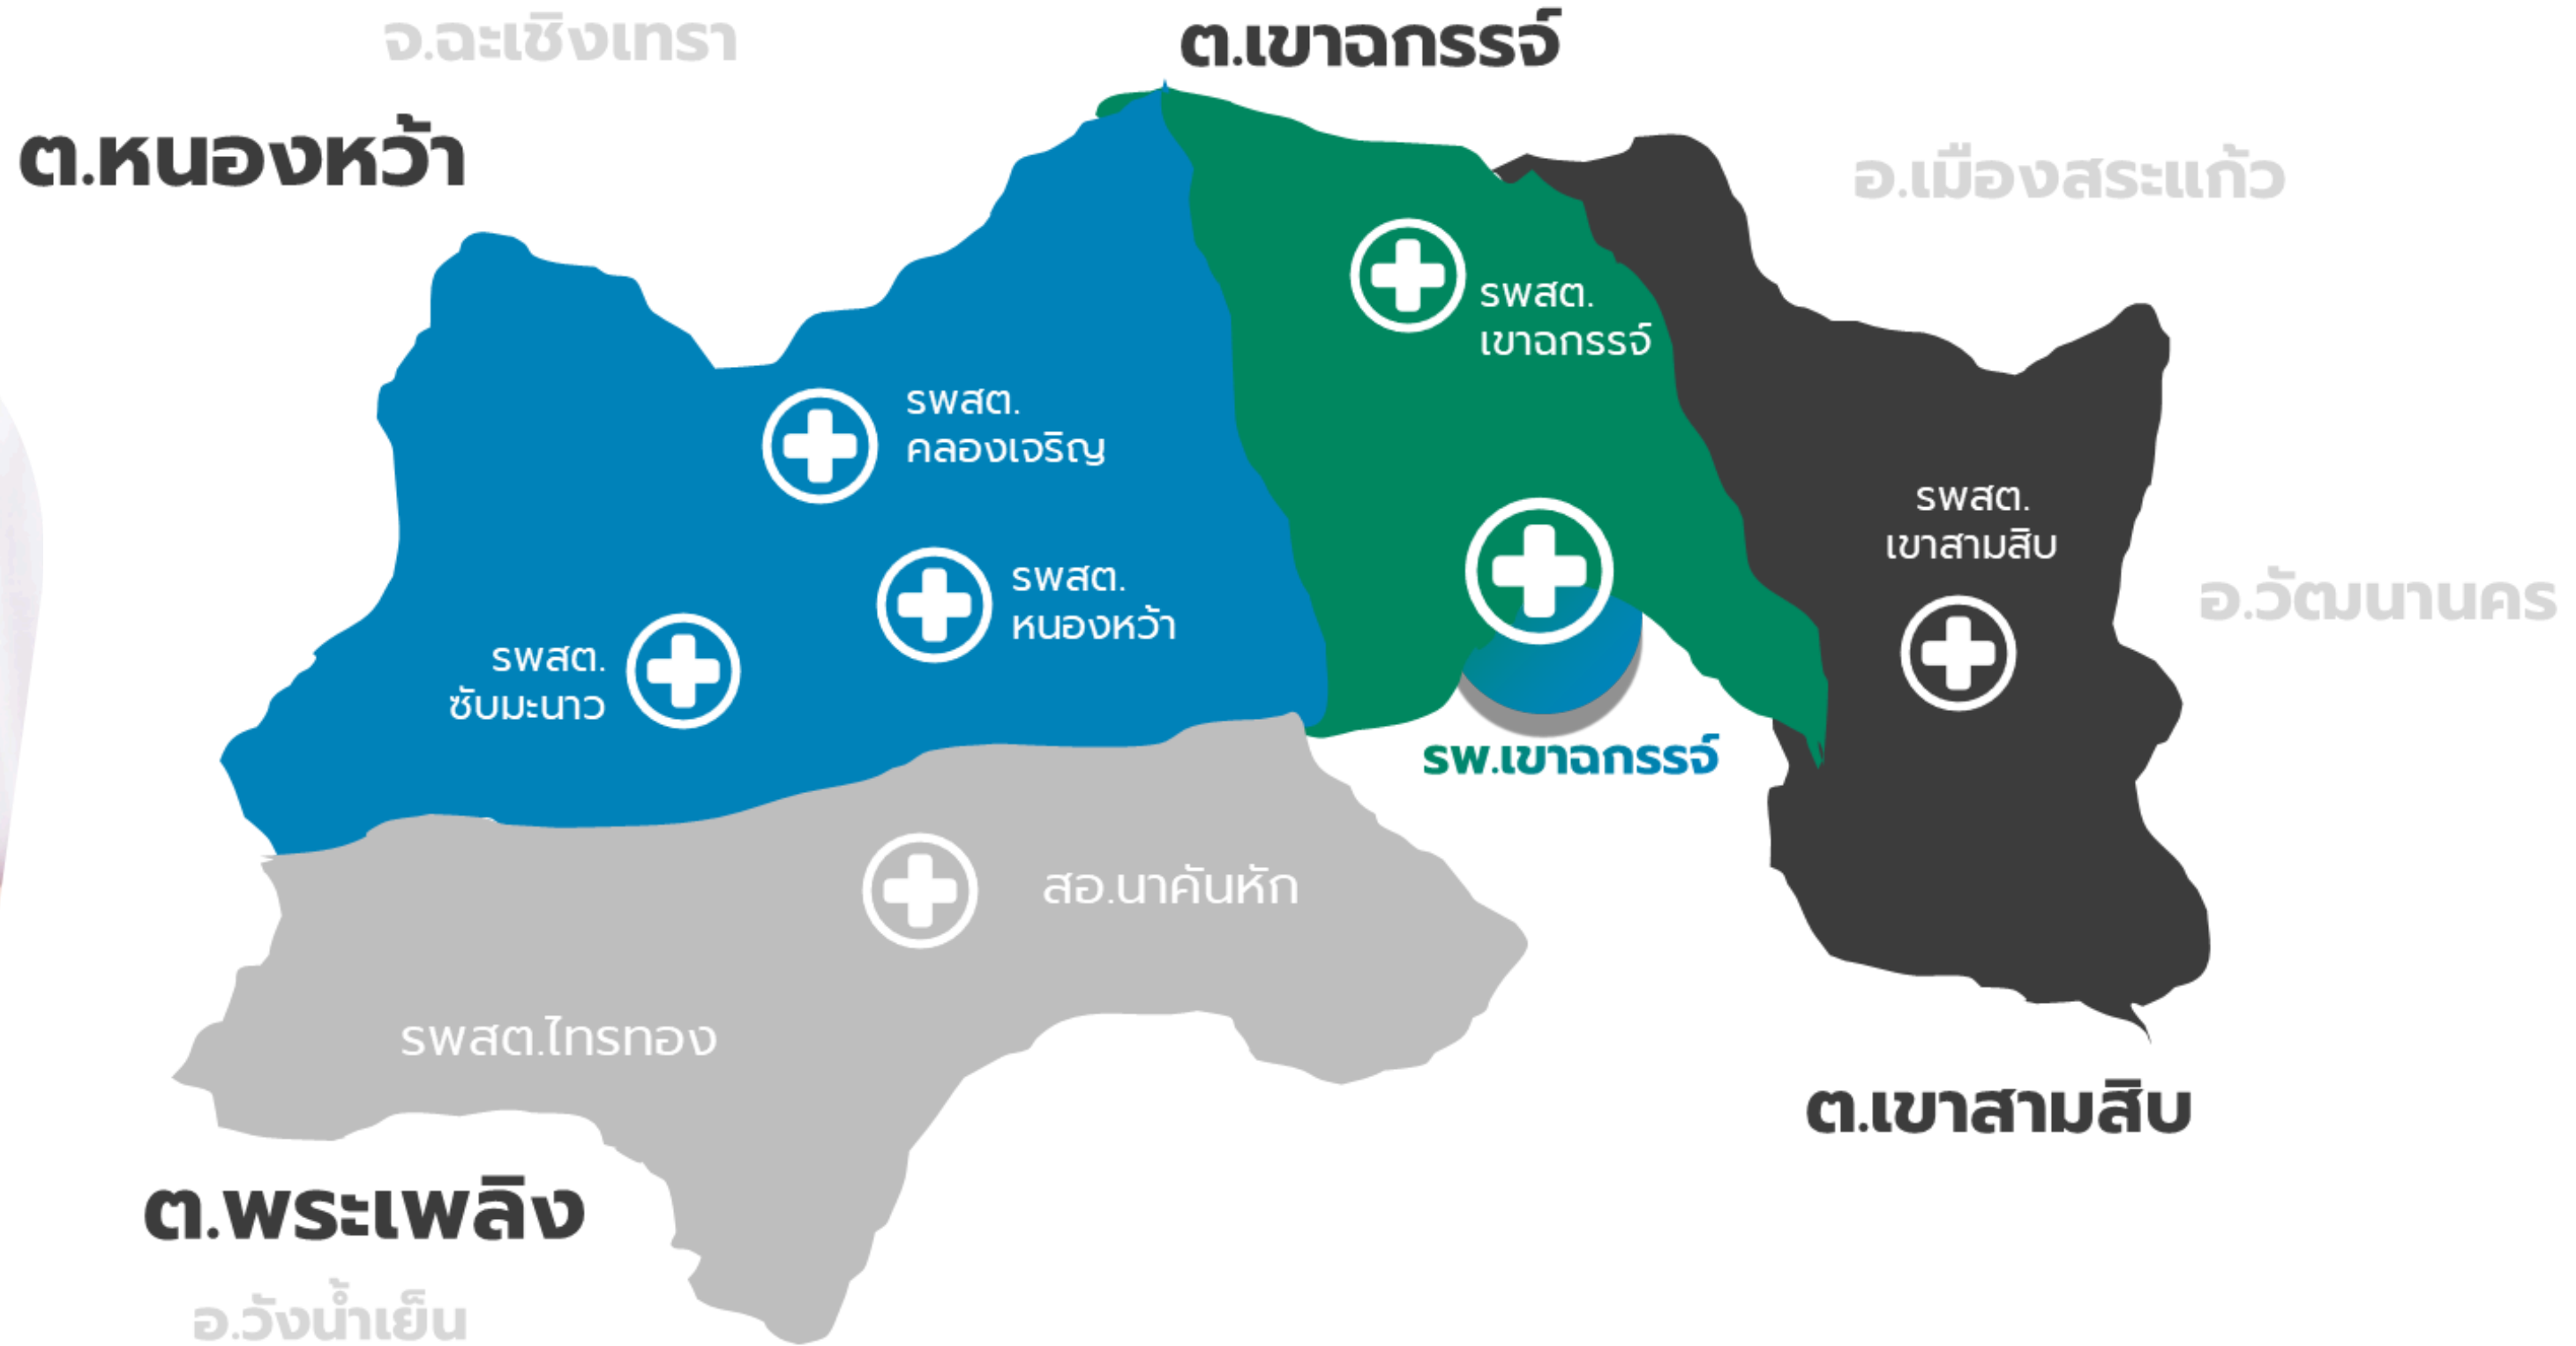 จ.ฉะเชิงเทรา
ต.เขาฉกรรจ์
ต.หนองหว้า
อ.เมืองสระแก้ว
รพสต.
เขาฉกรรจ์
รพสต.
คลองเจริญ
รพสต.
เขาสามสิบ
รพสต.
หนองหว้า
อ.วัฒนานคร
รพสต.
ซับมะนาว
รพ.เขาฉกรรจ์
สอ.นาคันหัก
รพสต.ไทรทอง
ต.เขาสามสิบ
ต.พระเพลิง
อ.วังน้ำเย็น